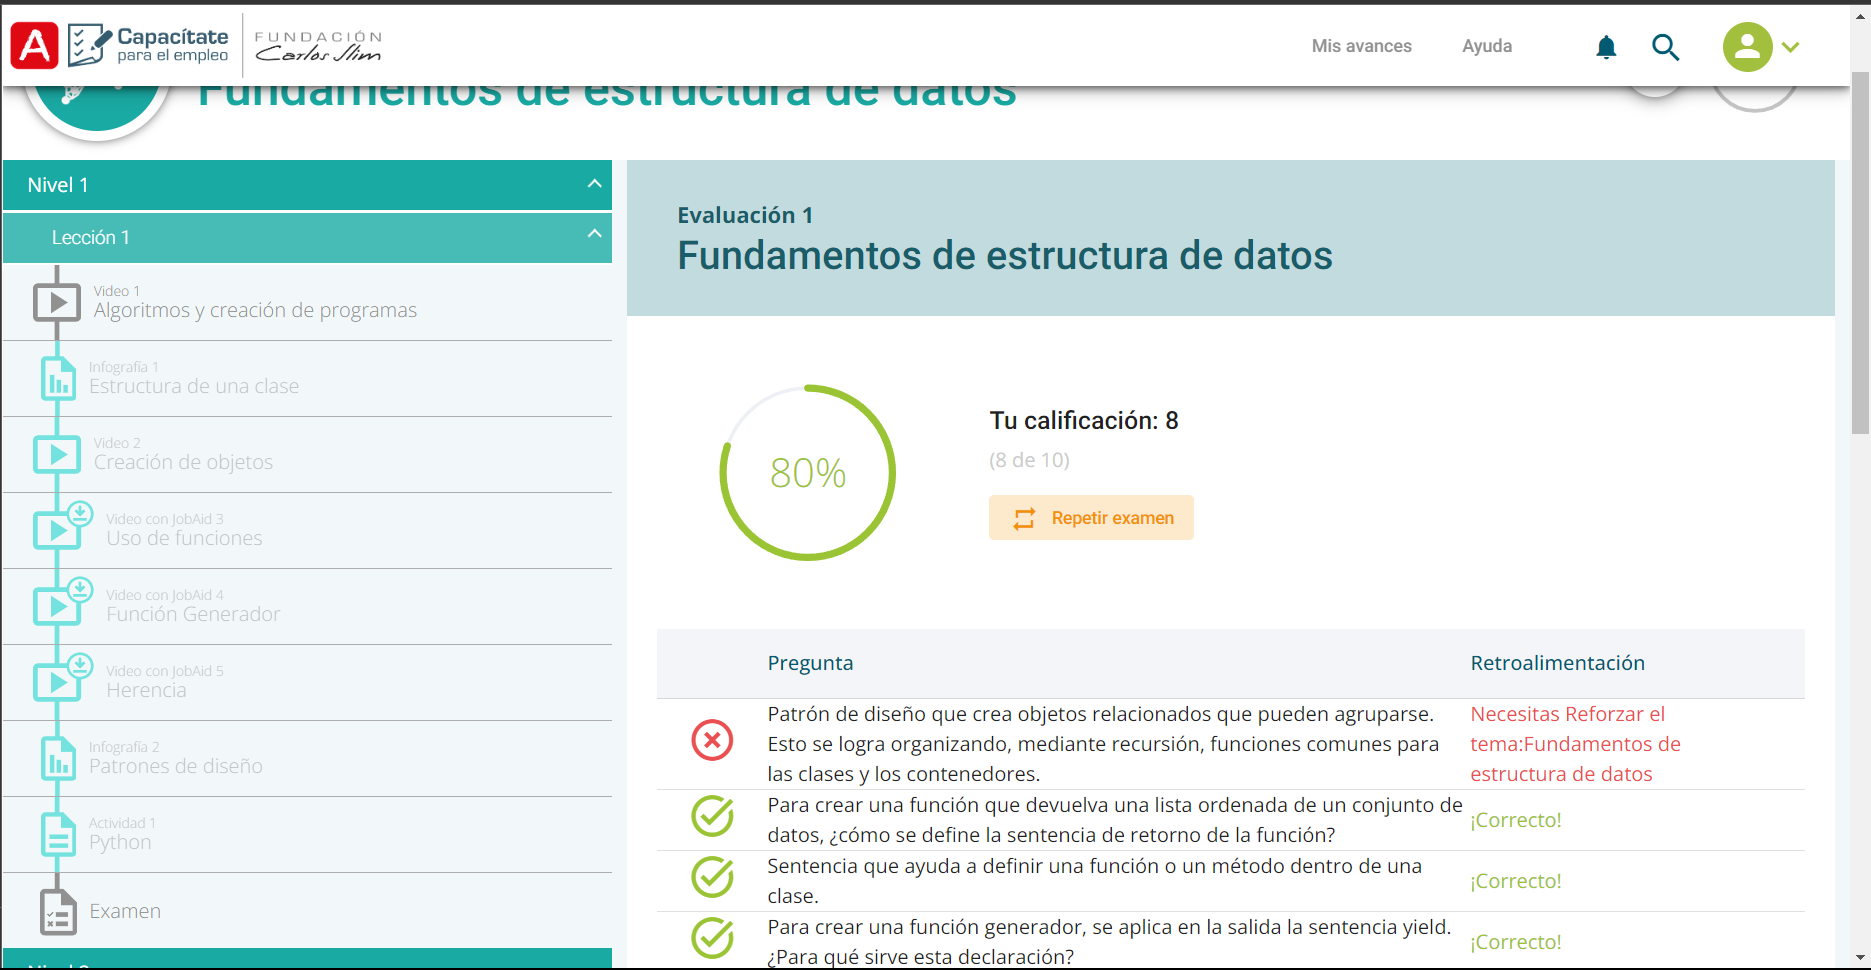 A
Capacítate
para el empleo
FUNDACIÓN
Carlos Slim
Mis avances
Ayuda
Fundamentos de estructura de datos
Nivel 1
Lección 1
Video 1
Algoritmos y creación de programas
Infografía 1
Estructura de una clase
Video 2
Creación de objetos
Video con JobAid 3
Uso de funciones
Video con JobAid 4
Función Generador
Video con JobAid 5
Herencia
Infografía 2
Patrones de diseño
Actividad 1
Python
Examen
Evaluación 1
Fundamentos de estructura de datos
80%
Tu calificación: 8
(8 de 10)
Repetir examen
Pregunta
Retroalimentación
Patrón de diseño que crea objetos relacionados que pueden agruparse.
Esto se logra organizando, mediante recursión, funciones comunes para
las clases y los contenedores.
Necesitas Reforzar el
tema:Fundamentos de
estructura de datos
Para crear una función que devuelva una lista ordenada de un conjunto de
datos, ¿cómo se define la sentencia de retorno de la función?
¡Correcto!
Sentencia que ayuda a definir una función o un método dentro de una
clase.
¡Correcto!
Para crear una función generador, se aplica en la salida la sentencia yield.
¿Para qué sirve esta declaración?
¡Correcto!